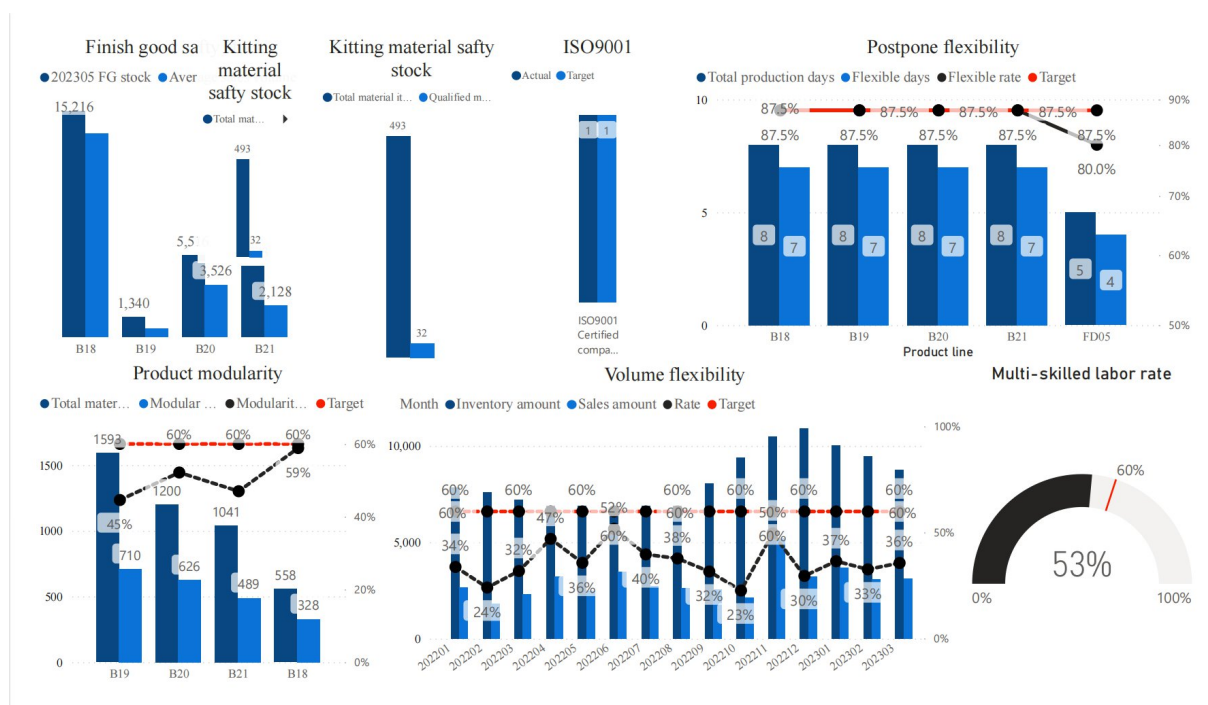 Finish good sa
202305 FG stock
Aver
15,216
1,340
3,526
2,128
B18
B19
B20
B21
Kitting
material
safty stock
Total mat...
493
32
Kitting material safty
stock
Total material it...
Qualified m...
493
32
ISO9001
Actual
Target
1
1
ISO9001
Certified
compa...
Postpone flexibility
Total production days
Flexible days
Flexible rate
Target
10
5
0
90%
80%
70%
60%
50%
87.5%
87.5%
87.5%
87.5%
87.5%
87.5%
87.5%
87.5%
87.5%
80.0%
8
7
8
7
8
7
8
7
5
4
B18
B19
B20
B21
FD05
Product line
Product modularity
Total mater...
Modular ...
Modularit...
Target
1500
1000
500
0
60%
40%
20%
0%
1593
60%
60%
60%
59%
45%
1200
1041
710
626
489
558
328
B19
B20
B21
B18
Volume flexibility
Month
Inventory amount
Sales amount
Rate
Target
10,000
5,000
0
100%
50%
0%
60%
60%
60%
60%
60%
60%
60%
60%
47%
52%
60%
50%
60%
34%
32%
60%
38%
60%
37%
36%
24%
36%
40%
32%
23%
30%
33%
202201
202202
202203
202204
202205
202206
202207
202208
202209
202210
202211
202212
202301
202302
202303
Multi-skilled labor rate
60%
53%
0%
100%